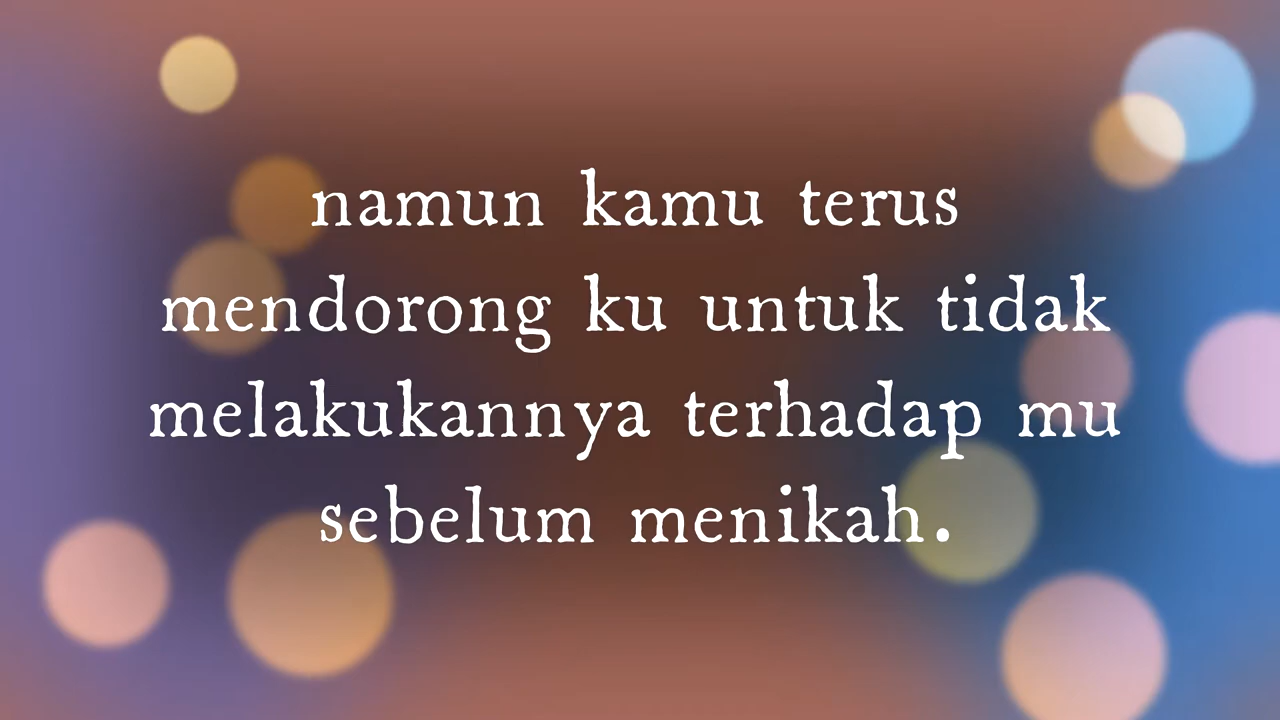 namun kamu terus
mendorong ku untuk tidak
melakukannya terhadap mu
sebelum menikah.